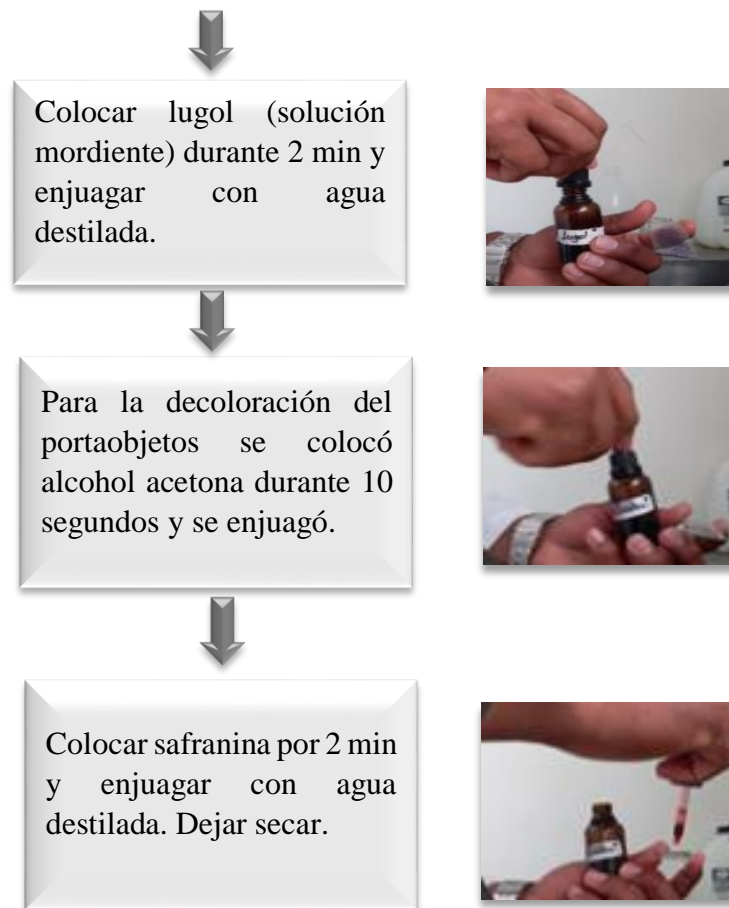 Colocar lugol (solución
mordiente) durante 2 min y
enjuagar con agua
destilada.
Para la decoloración del
portaobjetos se colocó
alcohol acetona durante 10
segundos y se enjuagó.
Colocar safranina por 2 min
y enjuagar con agua
destilada. Dejar secar.